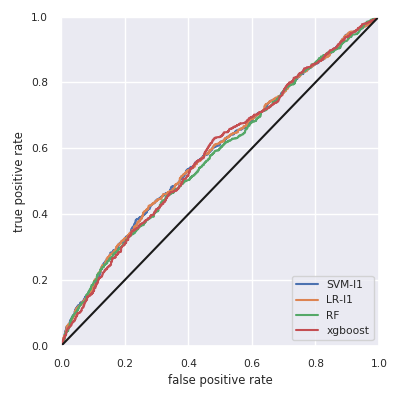 1.0
0.8
0.6
0.4
0.2
0.0
true positive rate
0.0 0.2 0.4 0.6 0.8 1.0
false positive rate
SVM-l1
LR-l1
RF
xgboost